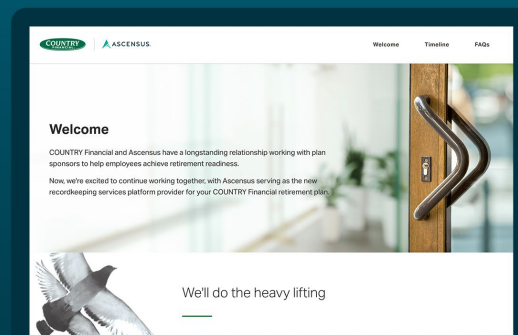 COUNTRY
FINANCIAL
ASCENSUS
Welcome Timeline FAQs
Welcome
COUNTRY Financial and Ascensus have a longstanding relationship working with plan
sponsors to help employees achieve retirement readiness.
Now, we're excited to continue working together, with Ascensus serving as the new
recordkeeping services platform provider for your COUNTRY Financial retirement plan.
We'll do the heavy lifting